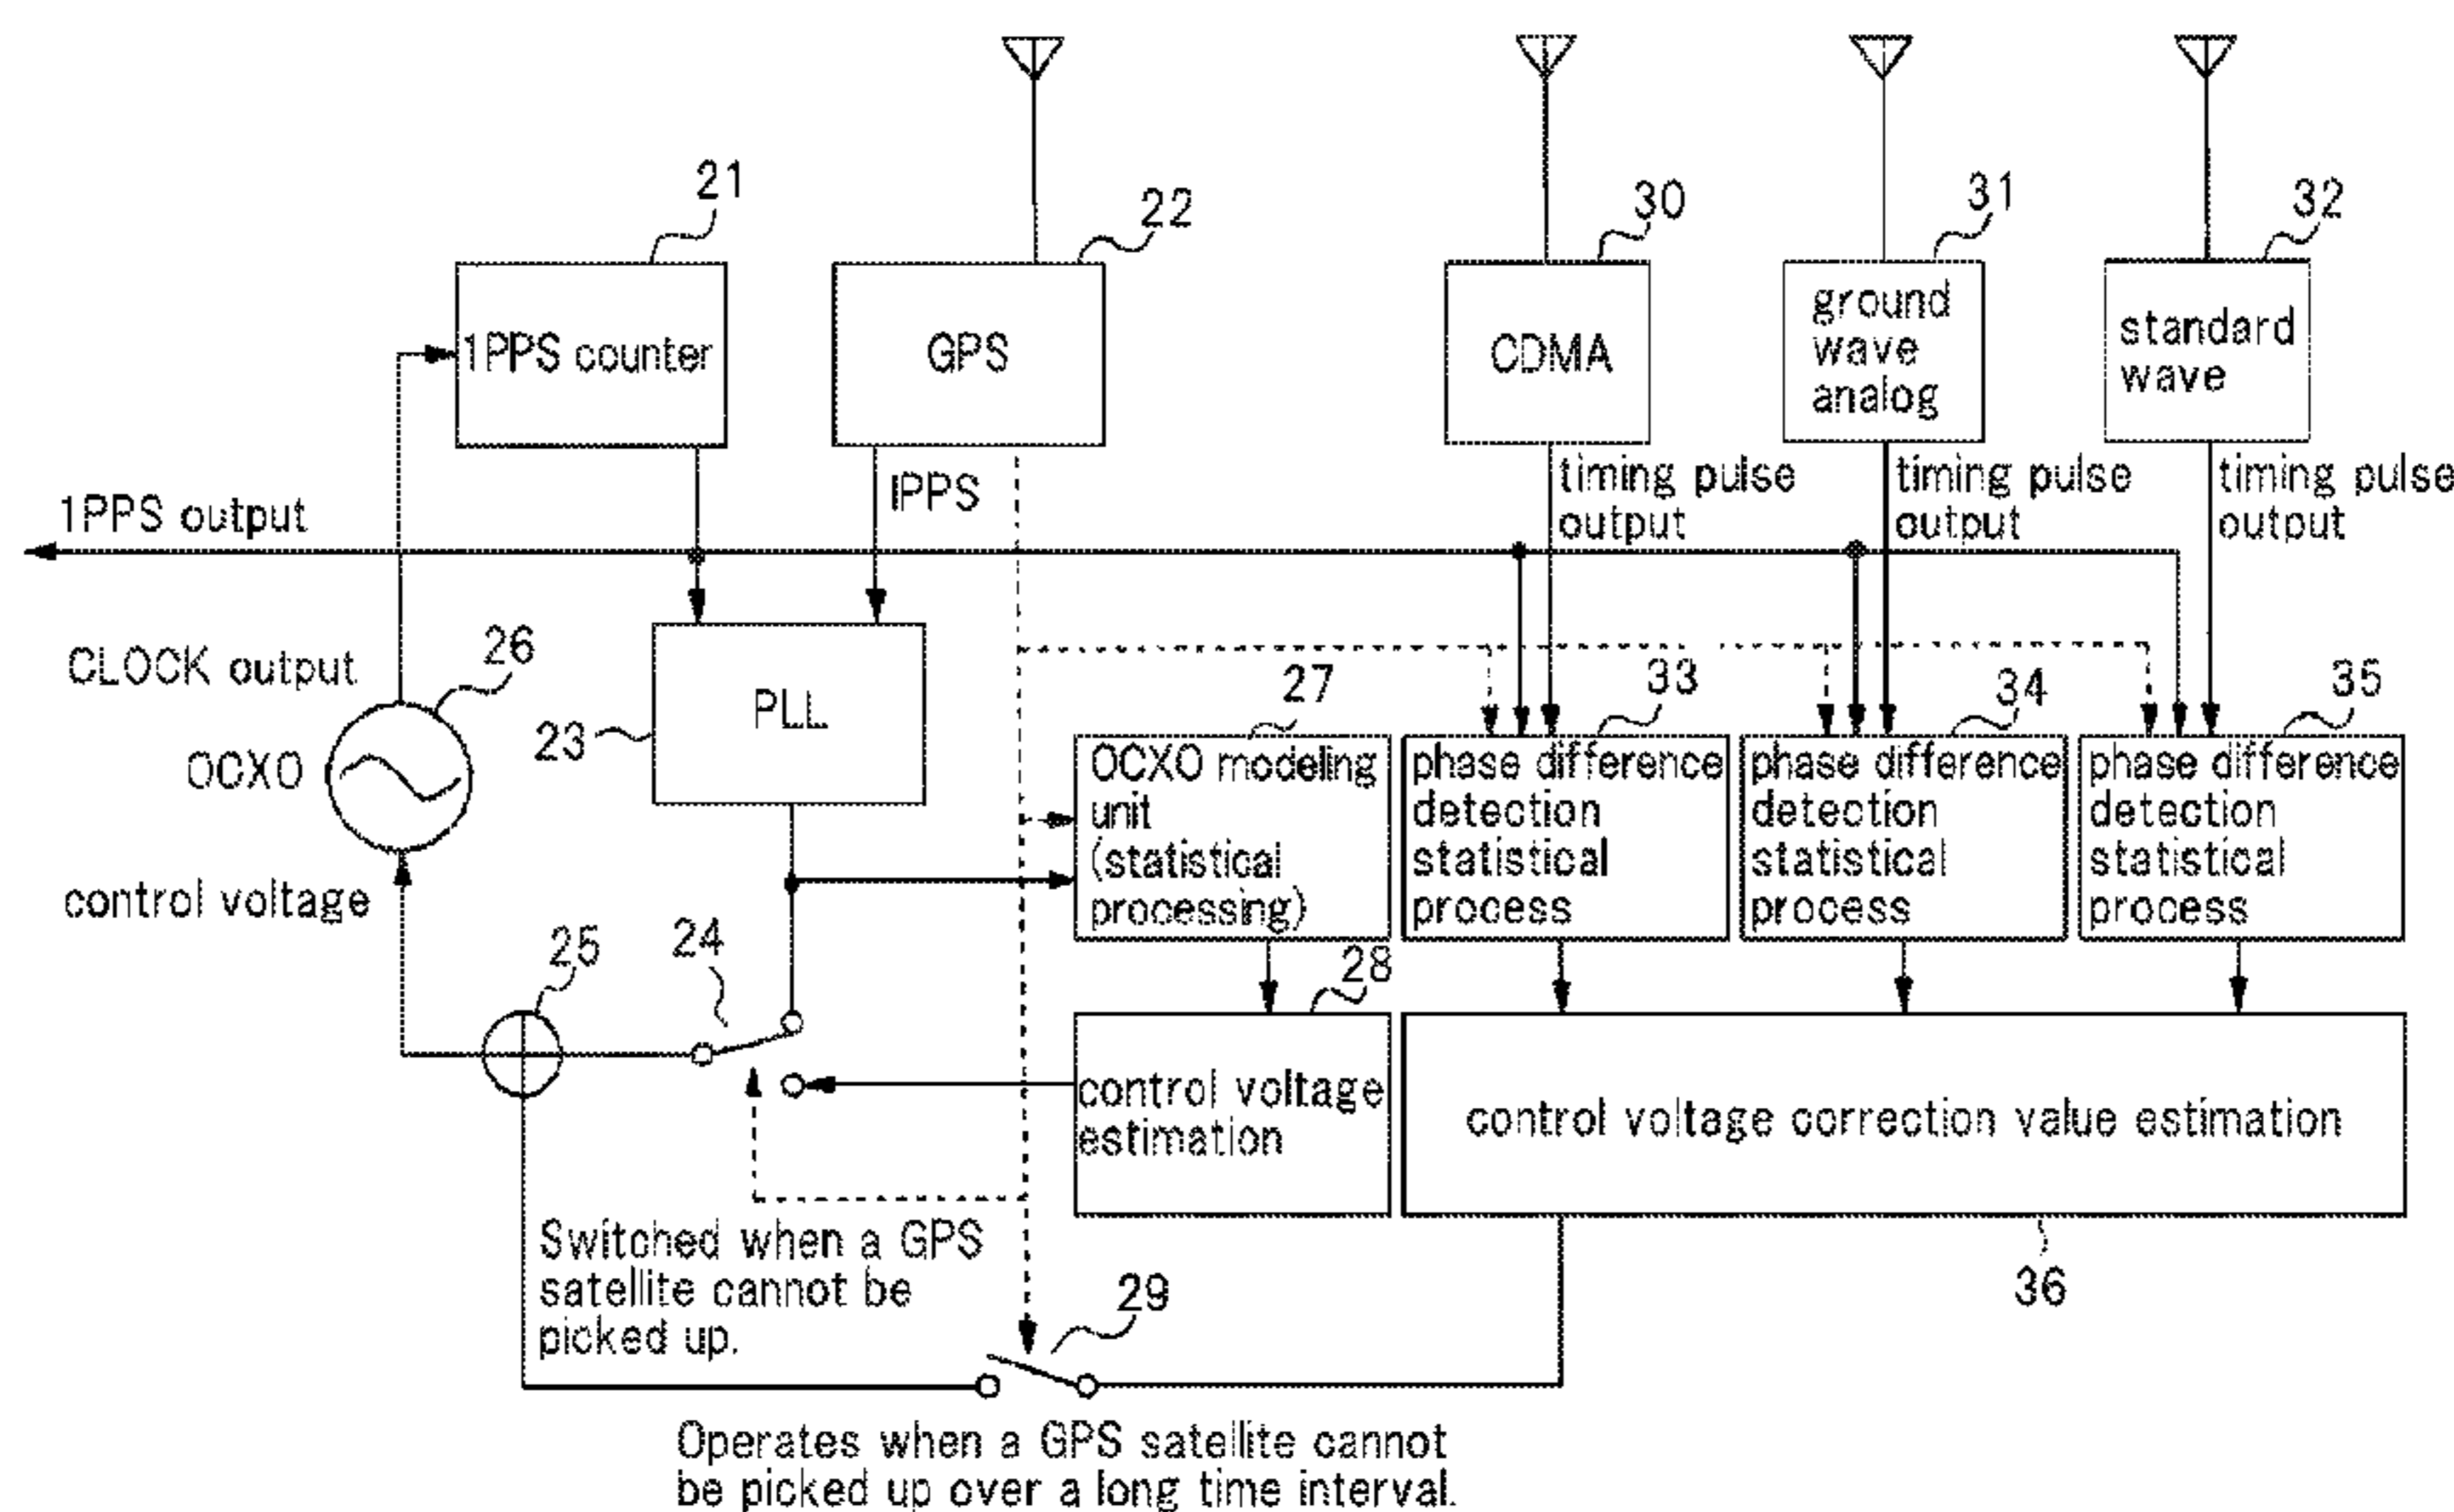 21
22
30
31
32
1PPS counter
GPS
CDMA
ground
wave
analog
standard
wave
1PPS output
IPPS
timing pulse
output
timing pulse
output
timing pulse
output
CLOCK output
26
OCXO
23
PLL
27
33
34
35
OCXO modeling
unit
(statistical
processing)
phase difference
detection
statistical
process
phase difference
detection
statistical
process
phase difference
detection
statistical
process
control voltage
25
24
28
control voltage
estimation
control voltage correction value estimation
36
Switched when a GPS
satellite cannot be
picked up.
29
Operates when a GPS satellite cannot
be picked up over a long time interval.